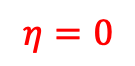 η = 0